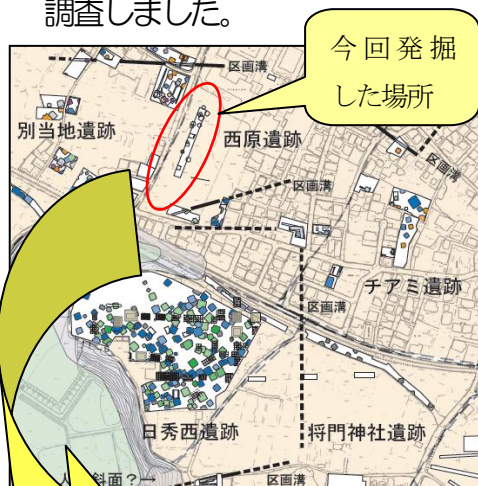 調査しました。
今回発掘
した場所
区画溝
別当地遺跡
西原遺跡
区画溝
区画溝
チアミ遺跡
区画溝
日秀西遺跡
将門神社遺跡
斜面？→
区画溝